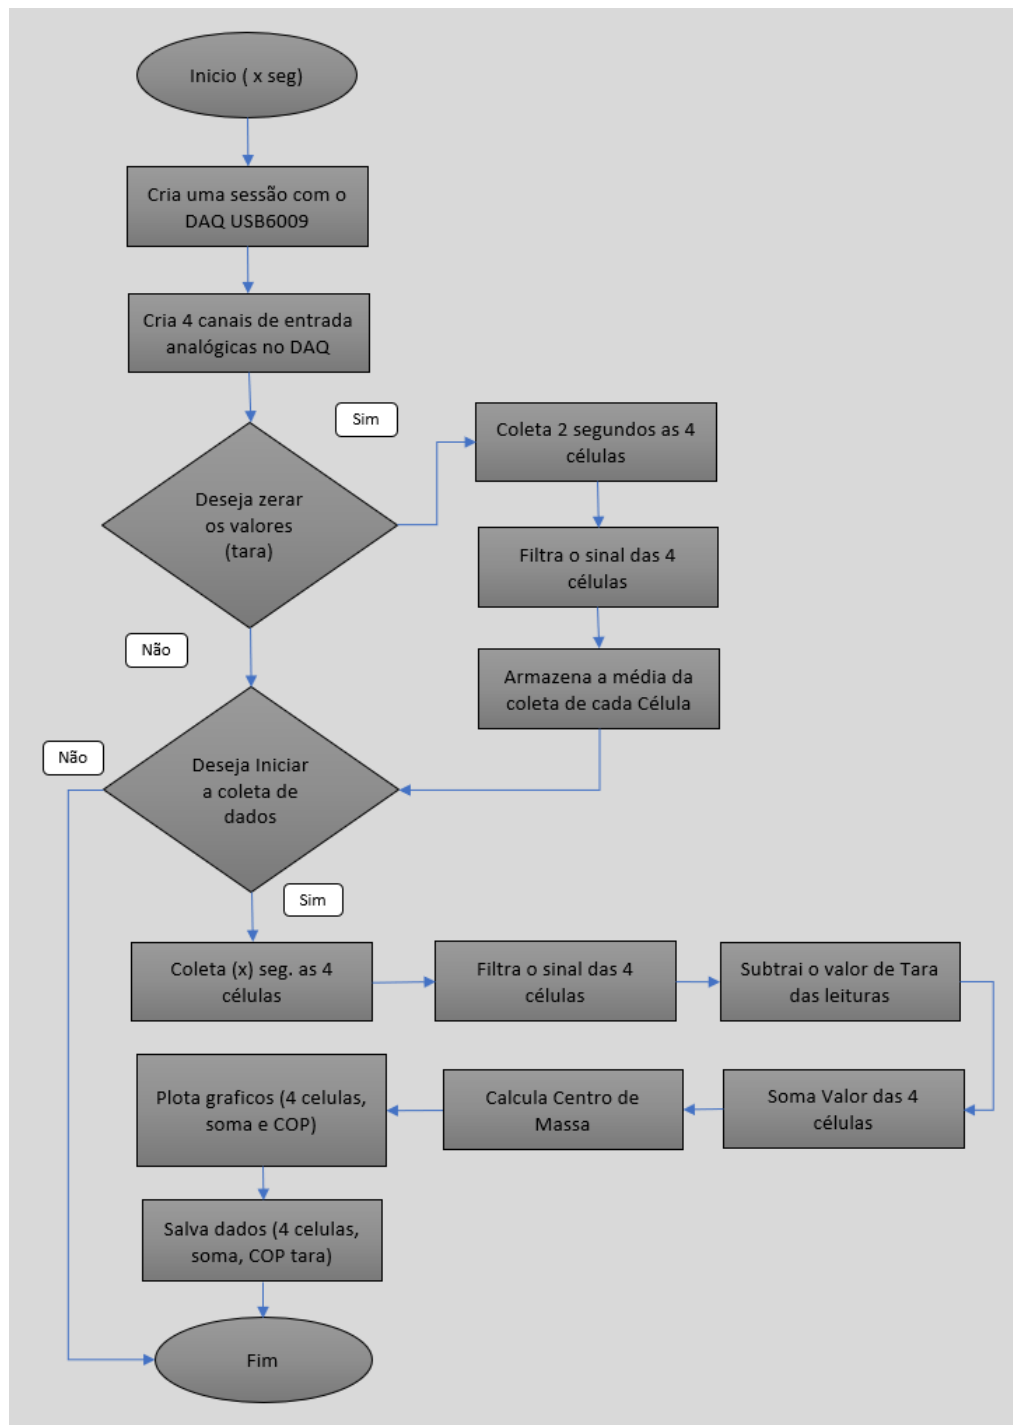 Inicio ( x seg)
Cria uma sessão com o
DAQ USB6009
Cria 4 canais de entrada
analógicas no DAQ
Sim
Coleta 2 segundos as 4
células
Deseja zerar
os valores
(tara)
Filtra o sinal das 4
células
Não
Armazena a média da
coleta de cada Célula
Não
Deseja Iniciar
a coleta de
dados
Sim
Coleta (x) seg. as 4
células
Filtra o sinal das 4
células
Subtrai o valor de Tara
das leituras
Soma Valor das 4
células
Calcula Centro de
Massa
Plota graficos (4 celulas,
soma e COP)
Salva dados (4 celulas,
soma, COP tara)
Fim